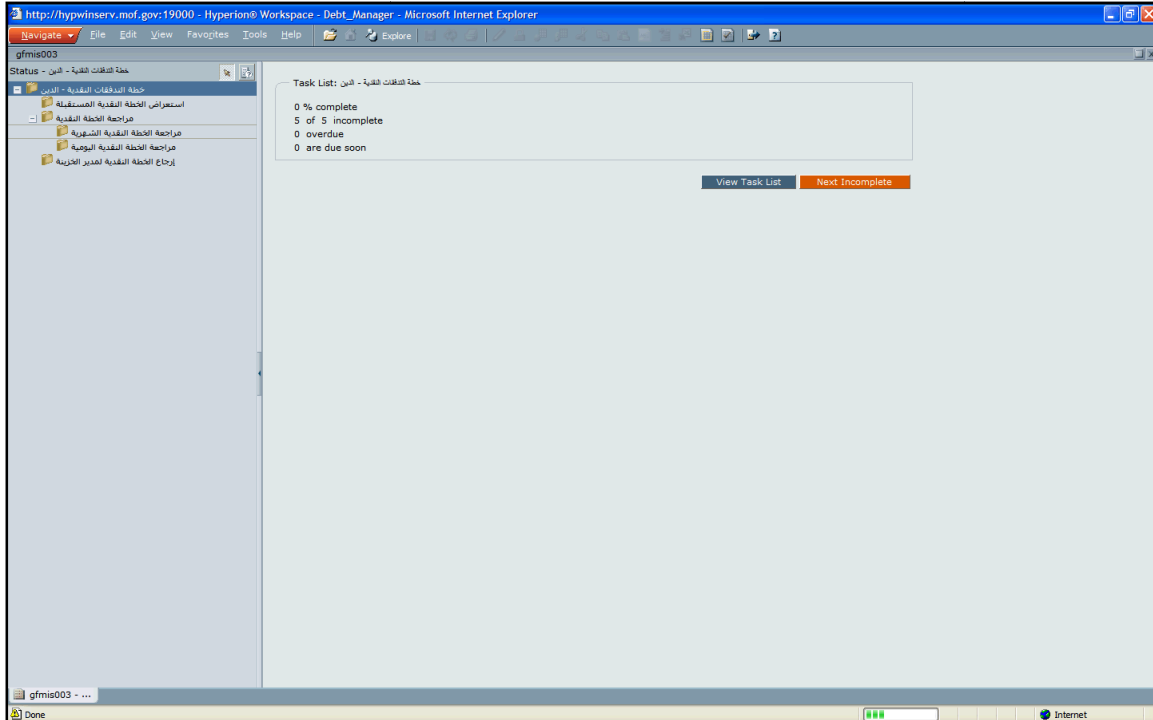 http://hypwinserv.mof.gov:19000 - Hyperion® Workspace - Debt_Manager - Microsoft Internet Explorer
Navigate File Edit View Favorites Tools Help Explore
gfmis003
Status - خطة التدفقات النقدية - الدين
خطة التدفقات النقدية - الدين
استعراض الخطة النقدية المستقبلة
مراجعة الخطة النقدية
مراجعة الخطة النقدية الشهرية
مراجعة الخطة النقدية اليومية
إرجاع الخطة النقدية لمدير الخزينة
Task List: خطة التدفقات النقدية - الدين
0 % complete
5 of 5 incomplete
0 overdue
0 are due soon
View Task List Next Incomplete
gfmis003 - ...
Done Internet